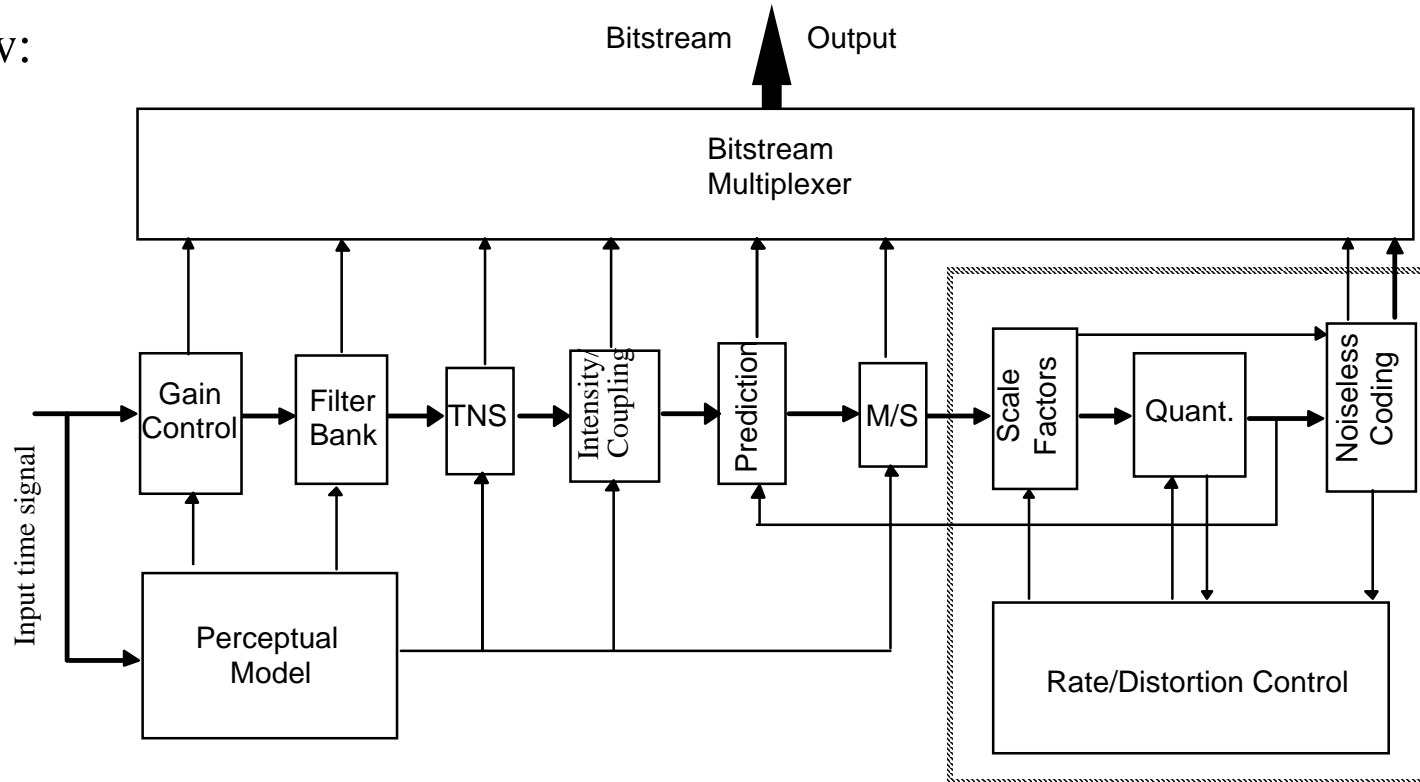 v:
Bitstream Output
Bitstream
Multiplexer
Gain
Control
Filter
Bank
TNS
Intensity/
Coupling
Prediction
M/S
Scale
Factors
Quant.
Noiseless
Coding
Input time signal
Perceptual
Model
Rate/Distortion Control